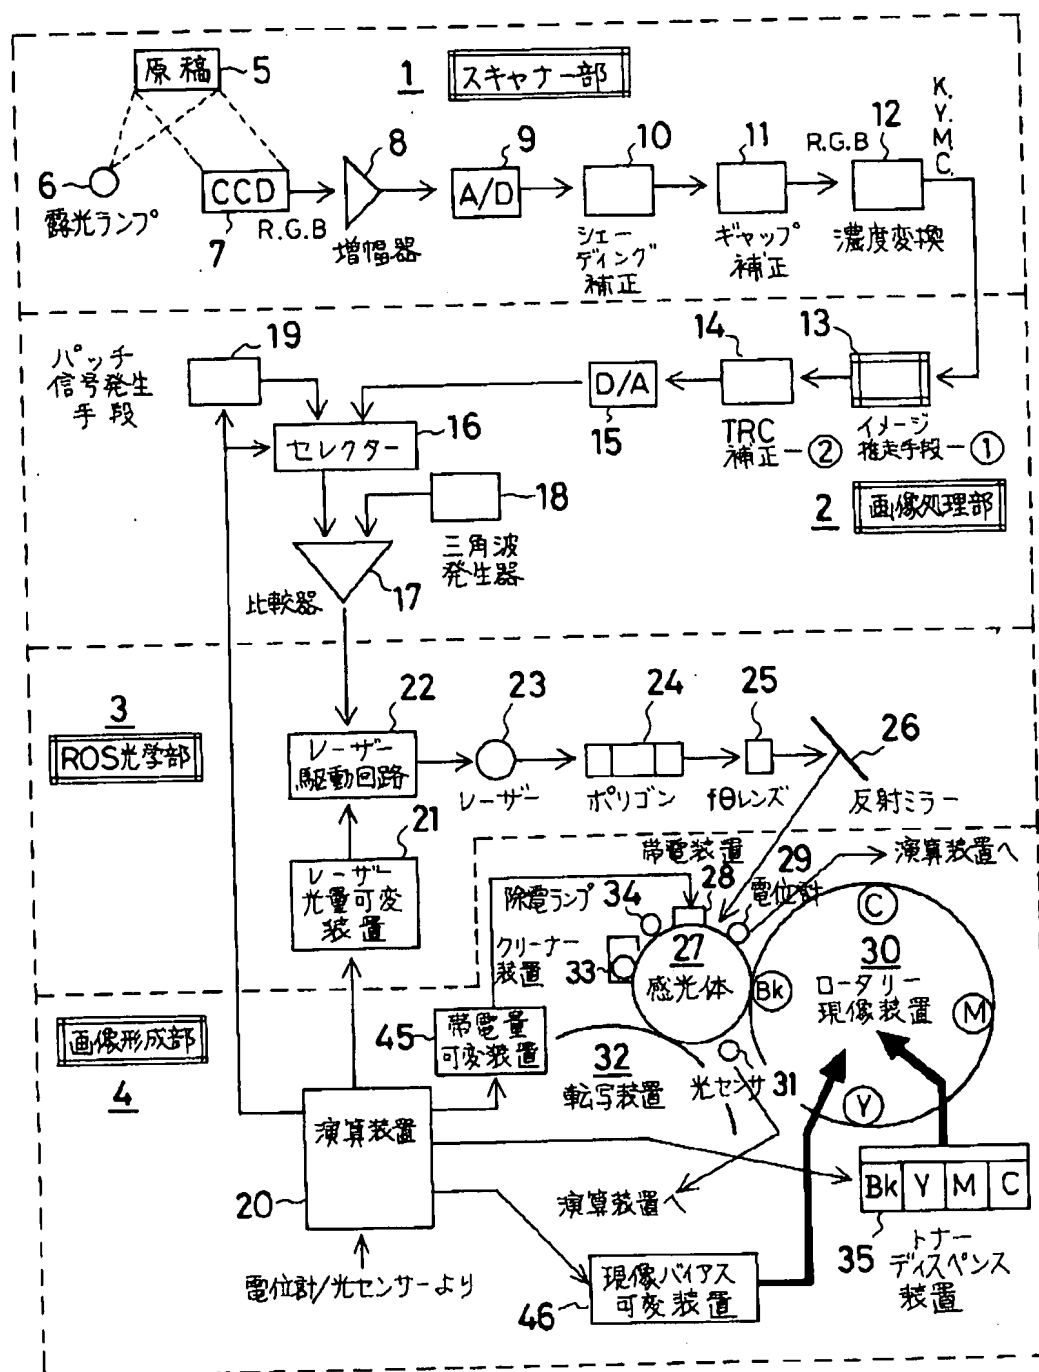 原稿
5
1
スキャナー部
6
露光ランプ
CCD
7
R.G.B
8
増幅器
A/D
9
10
シェー
ディング
補正
11
ギャップ
補正
R.G.B
12
濃度変換
K.
Y.
M.
C.
パッチ
信号発生
手段
19
セレクター
16
D/A
15
14
TRC
補正-②
13
イメージ
推走手段-①
2
画像処理部
18
三角波
発生器
比較器
17
3
ROS光学部
22
レーザー
駆動回路
23
レーザー
24
ポリゴン
25
fθレンズ
26
反射ミラー
21
レーザー
光量可変
装置
帯電装置
28
29
電位計
演算装置へ
除電ランプ
34
クリーナー
装置
33
27
感光体
30
ロータリー
現像装置
C
Bk
M
Y
画像形成部
4
45
帯電量
可変装置
32
転写装置
光センサ
31
演算装置
20
演算装置へ
電位計/光センサーより
46
現像バイアス
可変装置
Bk
Y
M
C
35
トナー
ディスペンス
装置